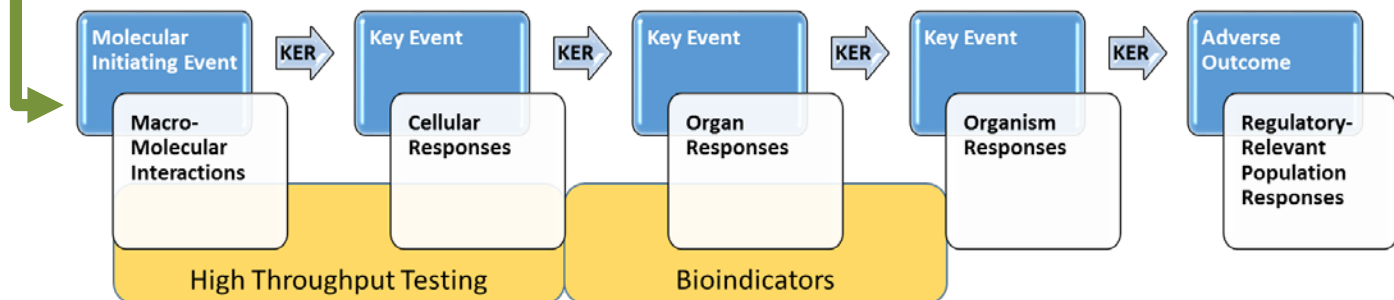 Molecular
Initiating Event
KER
Key Event
KER
Key Event
KER
Key Event
KER
Adverse
Outcome
Macro-
Molecular
Interactions
Cellular
Responses
Organ
Responses
Organism
Responses
Regulatory-
Relevant
Population
Responses
High Throughput Testing
Bioindicators